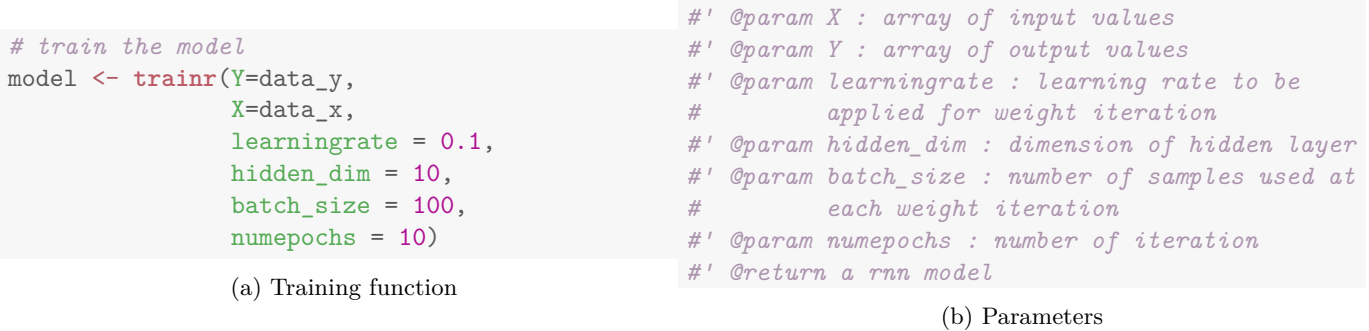 # train the model
model <- trainr(Y=data_y,
X=data_x,
learningrate = 0.1,
hidden_dim = 10,
batch_size = 100,
numepochs = 10)
(a) Training function
#' @param X : array of input values
#' @param Y : array of output values
#' @param learningrate : learning rate to be
# applied for weight iteration
#' @param hidden_dim : dimension of hidden layer
#' @param batch_size : number of samples used at
# each weight iteration
#' @param numepochs : number of iteration
#' @return a rnn model
(b) Parameters